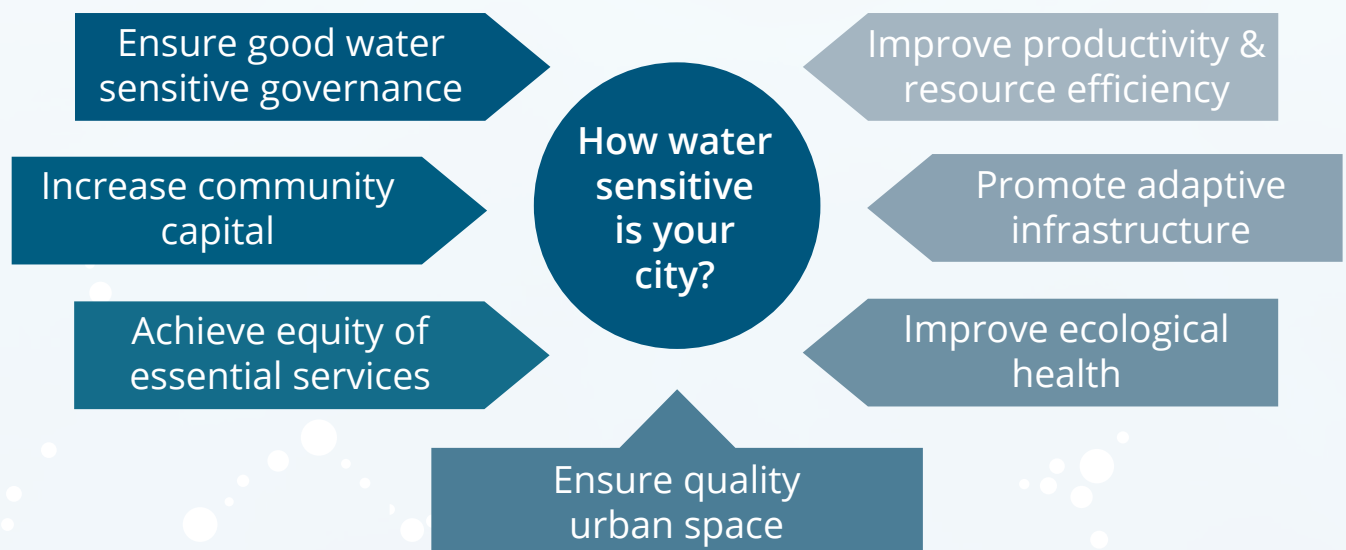 Ensure good water
sensitive governance
Increase community
capital
Achieve equity of
essential services
How water
sensitive
is your
city?
Improve productivity &
resource efficiency
Promote adaptive
infrastructure
Improve ecological
health
Ensure quality
urban space